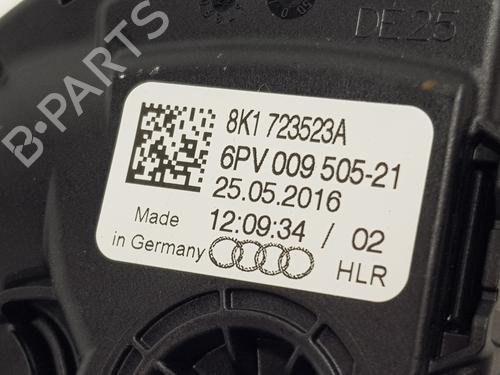 DE25
8K1 723523A
6PV 009 505-21
25.05.2016
Made 12:09:34 / 02
in Germany HLR
B-PARTS